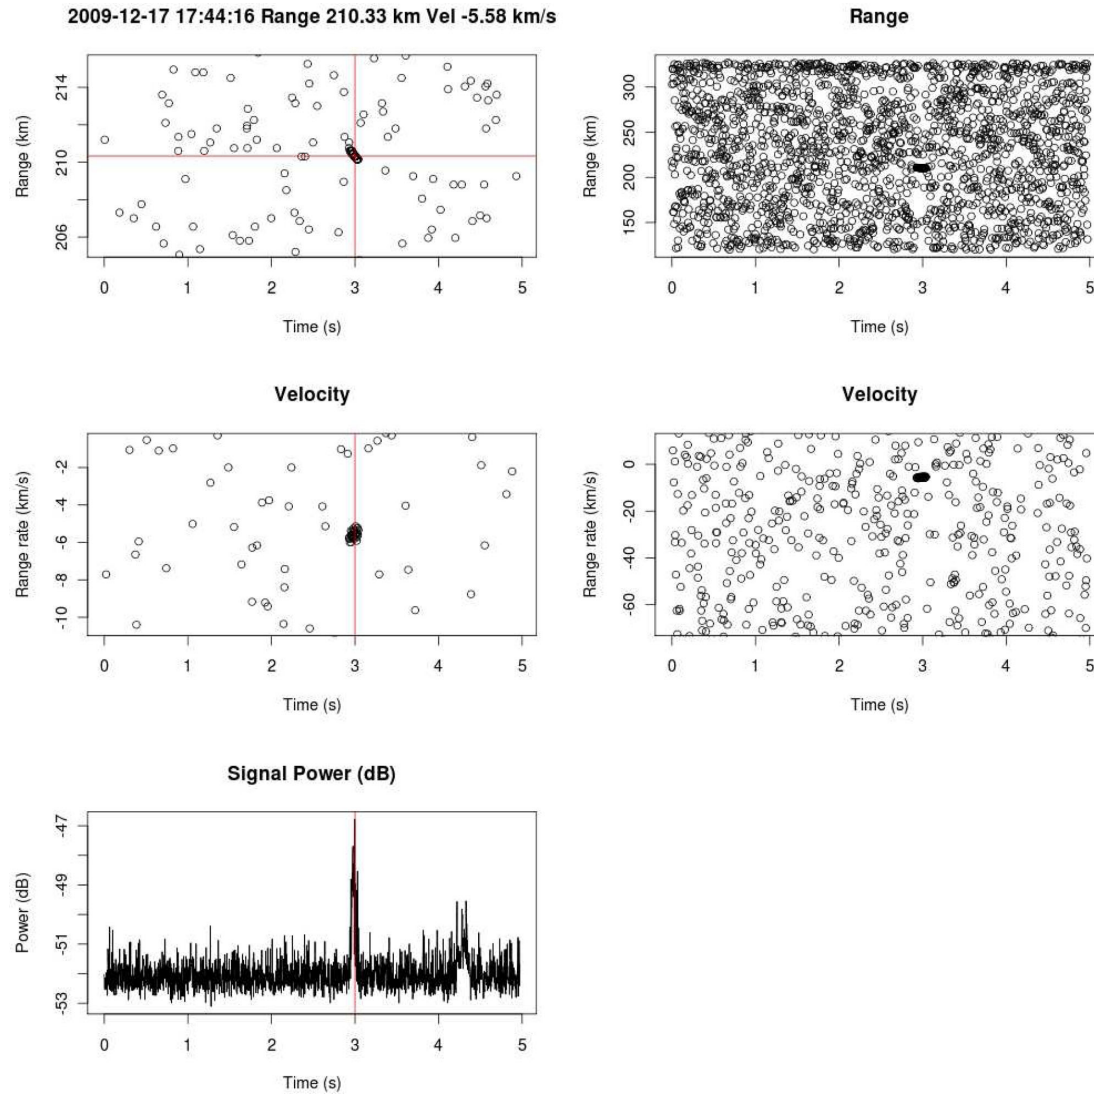 2009-12-17 17:44:16 Range 210.33 km Vel -5.58 km/s
Range (km)
214
210
206
0 1 2 3 4 5
Time (s)
Range
Range (km)
300
250
200
150
0 1 2 3 4 5
Time (s)
Velocity
Range rate (km/s)
-2
-4
-6
-8
-10
0 1 2 3 4 5
Time (s)
Velocity
Range rate (km/s)
0
-20
-40
-60
0 1 2 3 4 5
Time (s)
Signal Power (dB)
Power (dB)
-47
-49
-51
-53
0 1 2 3 4 5
Time (s)